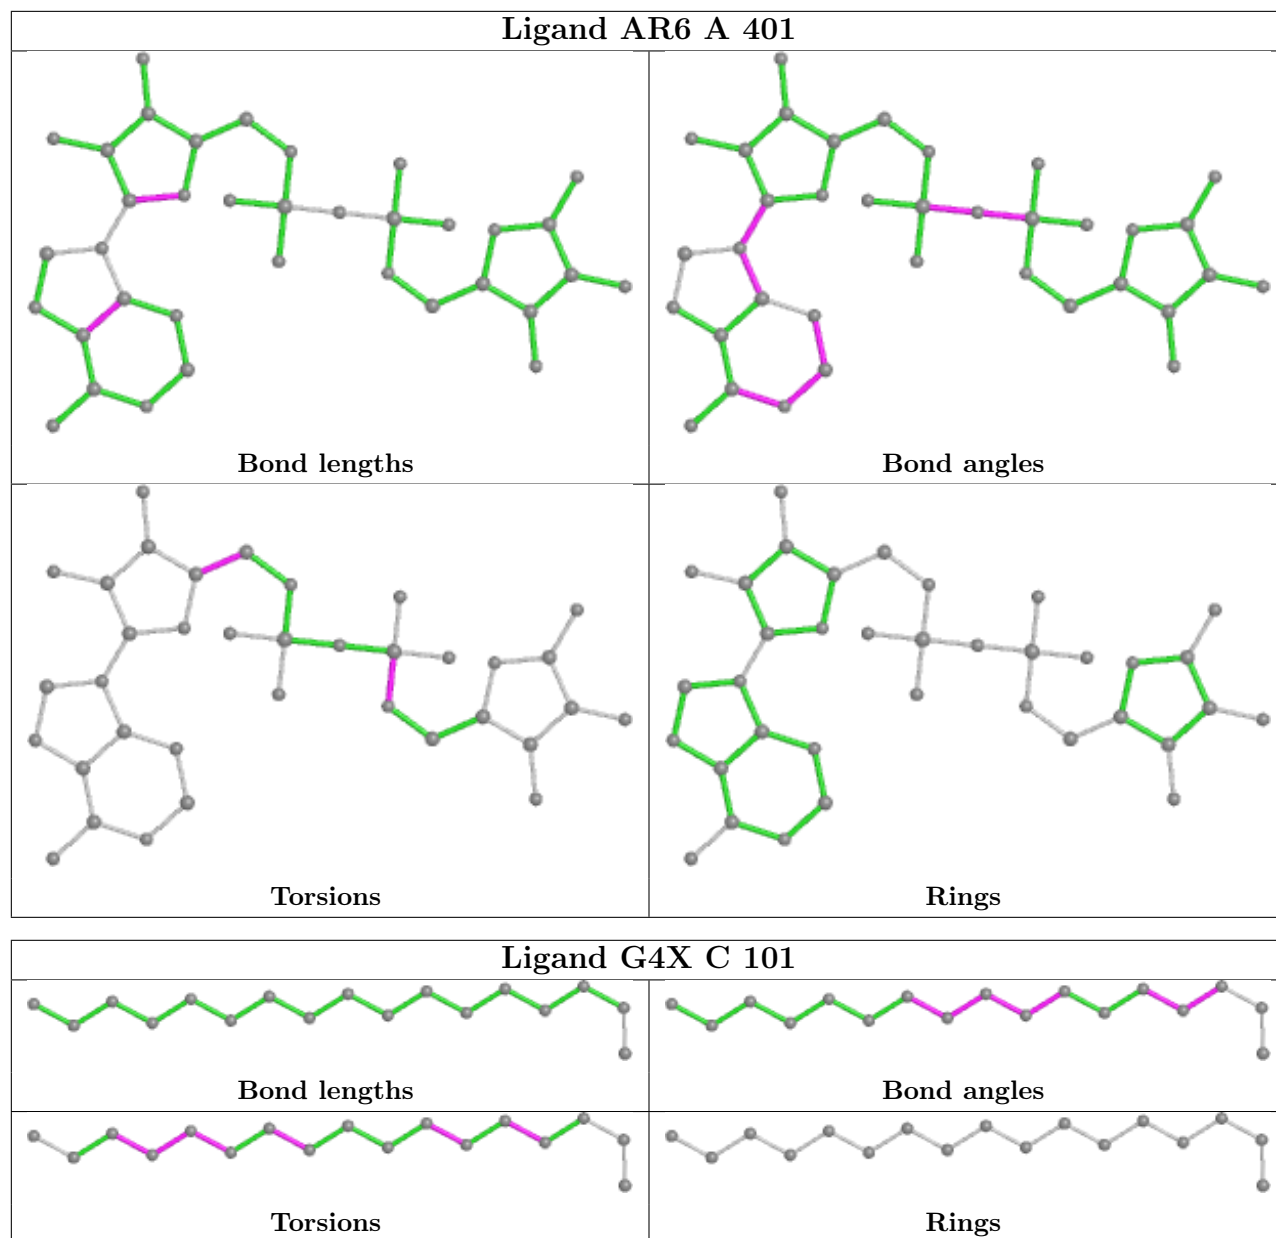 Ligand AR6 A 401
Bond lengths
Bond angles
Torsions
Rings
Ligand G4X C 101
Bond lengths
Bond angles
Torsions
Rings